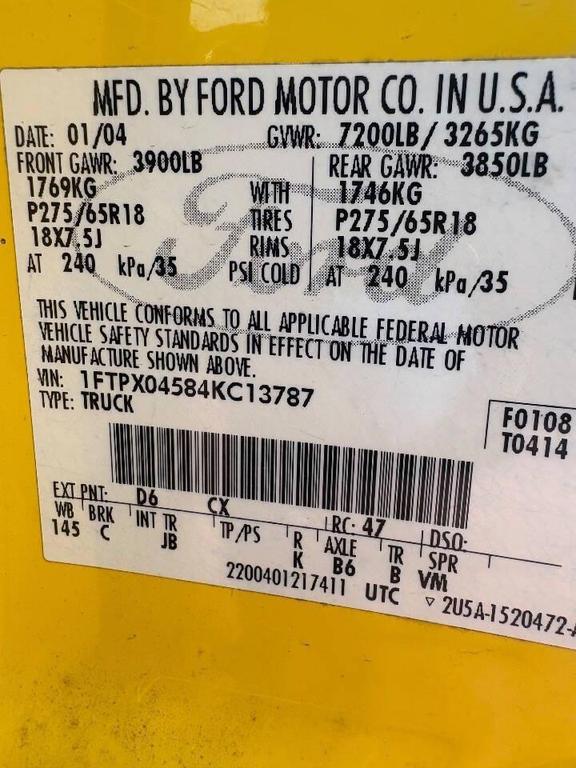 MFD. BY FORD MOTOR CO. IN U.S.A.
DATE: 01/04 GVWR: 7200LB/ 3265KG
FRONT GAWR: 3900LB REAR GAWR: 3850LB
1769KG WITH 1746KG
P275/65R18 TIRES P275/65R18
18X7.5J RIMS 18X7.5J
AT 240 kPa/35 PSI COLD AT 240 kPa/35
Ford
THIS VEHICLE CONFORMS TO ALL APPLICABLE FEDERAL MOTOR
VEHICLE SAFETY STANDARDS IN EFFECT ON THE DATE OF
MANUFACTURE SHOWN ABOVE.
VIN: 1FTPX04584KC13787
TYPE: TRUCK
F0108
T0414
EXT PNT: D6 CX RC: 47 DSO:
WB BRK INT TR TP/PS R AXLE TR SPR
145 C JB K B6 B VM
2200401217411 UTC ▽ 2U5A-1520472-